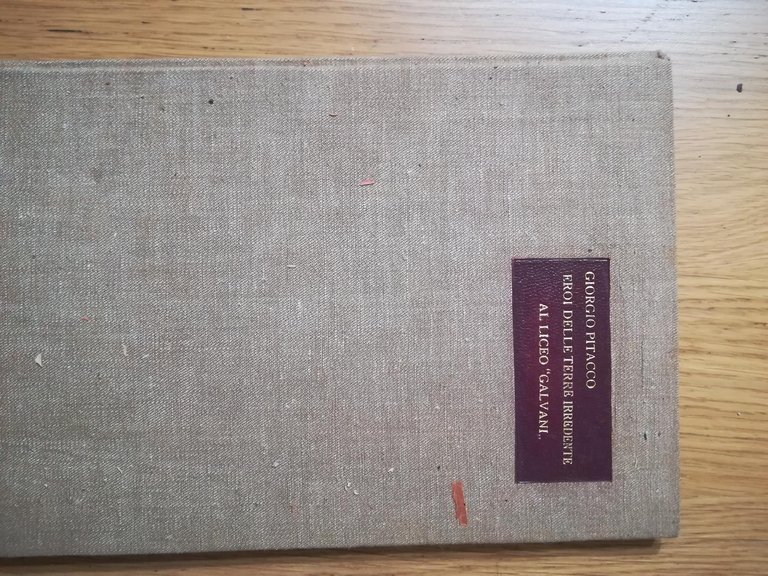 GIORGIO PITACCO
EROI DELLE TERRE IRREDENTE
AL LICEO "GALVANI„